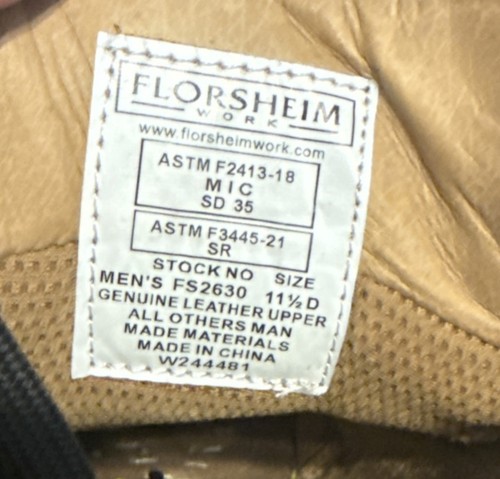 FLORSHEIM
WORK
www.florsheimwork.com
ASTM F2413-18
MIC
SD 35
ASTM F3445-21
SR
STOCK NO SIZE
MEN'S FS2630 11½ D
GENUINE LEATHER UPPER
ALL OTHERS MAN
MADE MATERIALS
MADE IN CHINA
W244481